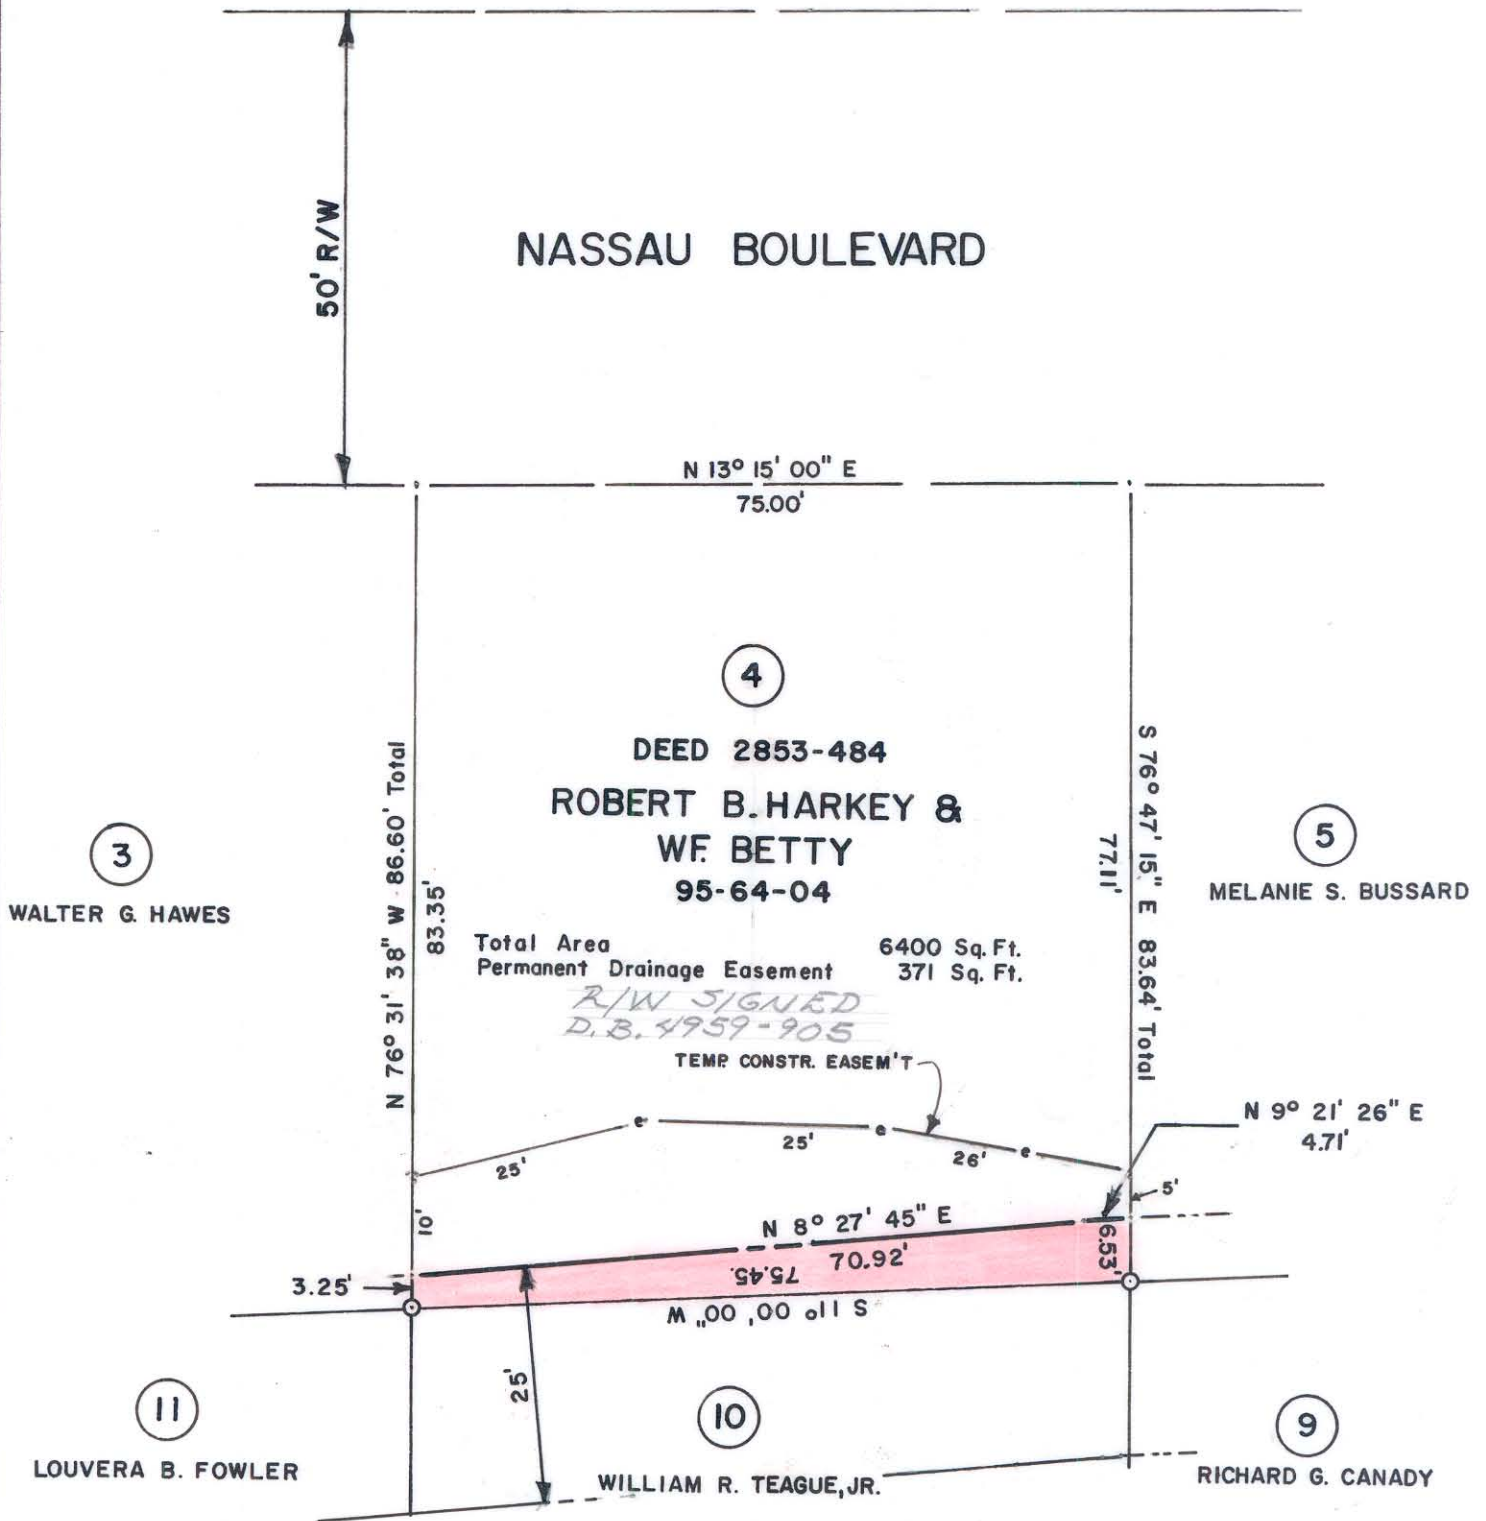 50' R/W
NASSAU BOULEVARD
N 13° 15' 00" E
75.00'
4
DEED 2853-484
ROBERT B. HARKEY &
WF. BETTY
95-64-04
N 76° 31' 38" W 86.60' Total
83.35'
S 76° 47' 15" E 83.64' Total
77.11'
3
WALTER G. HAWES
5
MELANIE S. BUSSARD
Total Area 6400 Sq. Ft.
Permanent Drainage Easement 371 Sq. Ft.
R/W SIGNED
D.B. 4959-905
TEMP. CONSTR. EASEM'T
N 9° 21' 26" E
4.71'
e
e
e
25'
25'
26'
5'
10'
N 8° 27' 45" E
70.92'
6.53'
75.45'
3.25'
S 11° 00' 00" W
25'
11
LOUVERA B. FOWLER
10
WILLIAM R. TEAGUE, JR.
9
RICHARD G. CANADY